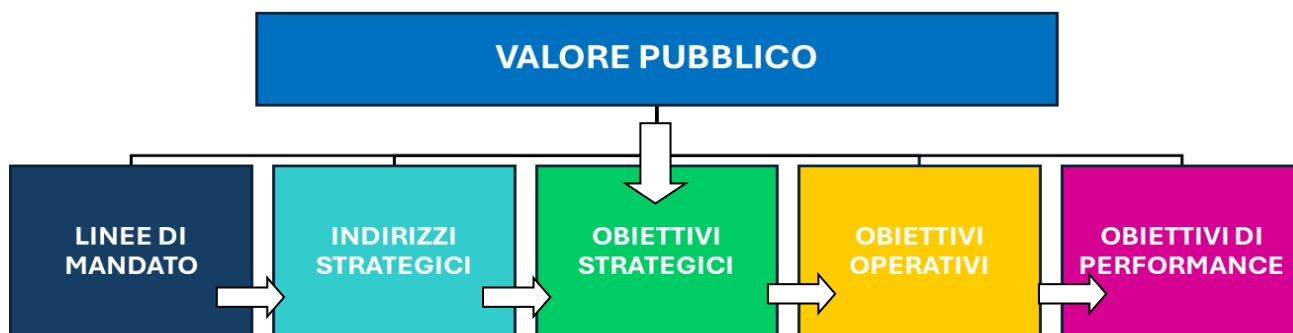 VALORE PUBBLICO
LINEE DI
MANDATO
INDIRIZZI
STRATEGICI
OBIETTIVI
STRATEGICI
OBIETTIVI
OPERATIVI
OBIETTIVI DI
PERFORMANCE